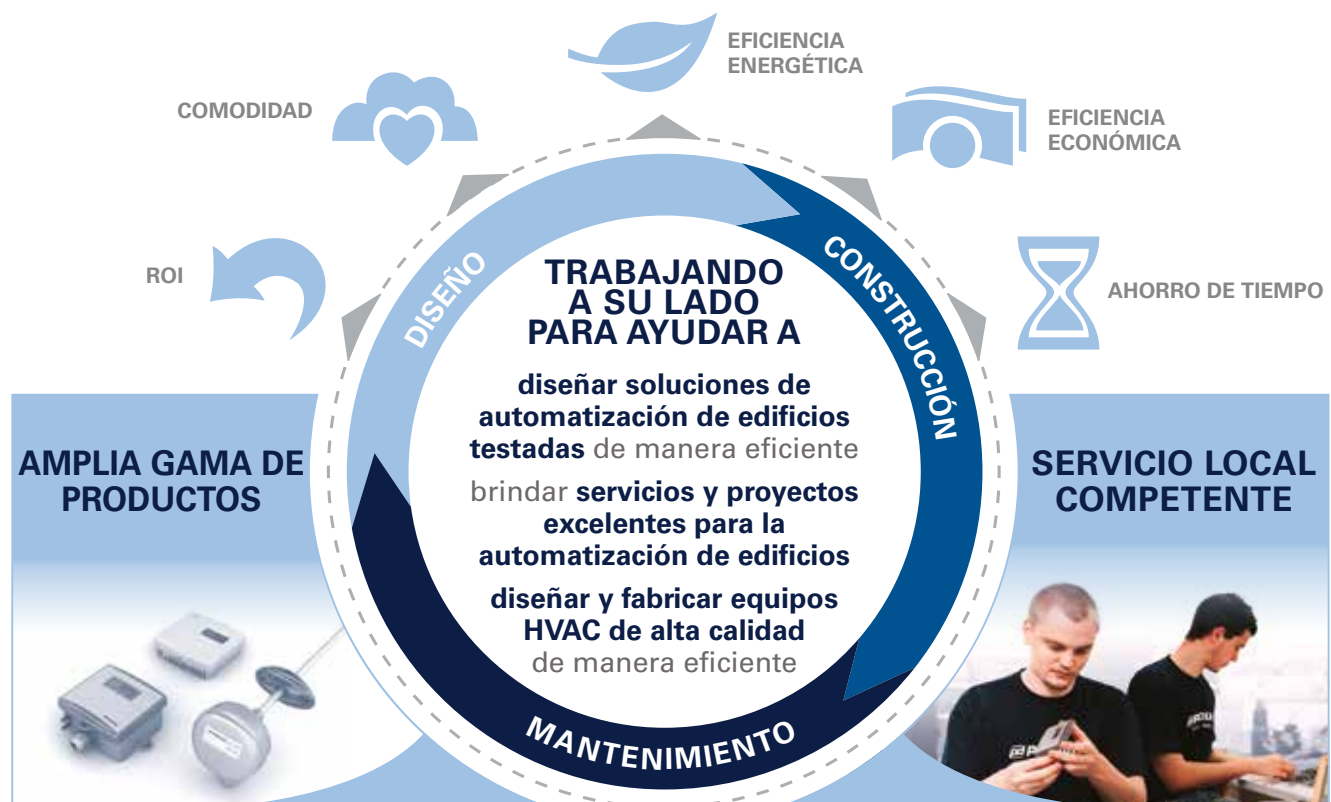 EFICIENCIA
ENERGÉTICA
COMODIDAD
EFICIENCIA
ECONÓMICA
ROI
AHORRO DE TIEMPO
DISEÑO
CONSTRUCCIÓN
MANTENIMIENTO
TRABAJANDO
A SU LADO
PARA AYUDAR A
diseñar soluciones de
automatización de edificios
testadas de manera eficiente
brindar servicios y proyectos
excelentes para la
automatización de edificios
diseñar y fabricar equipos
HVAC de alta calidad
de manera eficiente
AMPLIA GAMA DE
PRODUCTOS
SERVICIO LOCAL
COMPETENTE